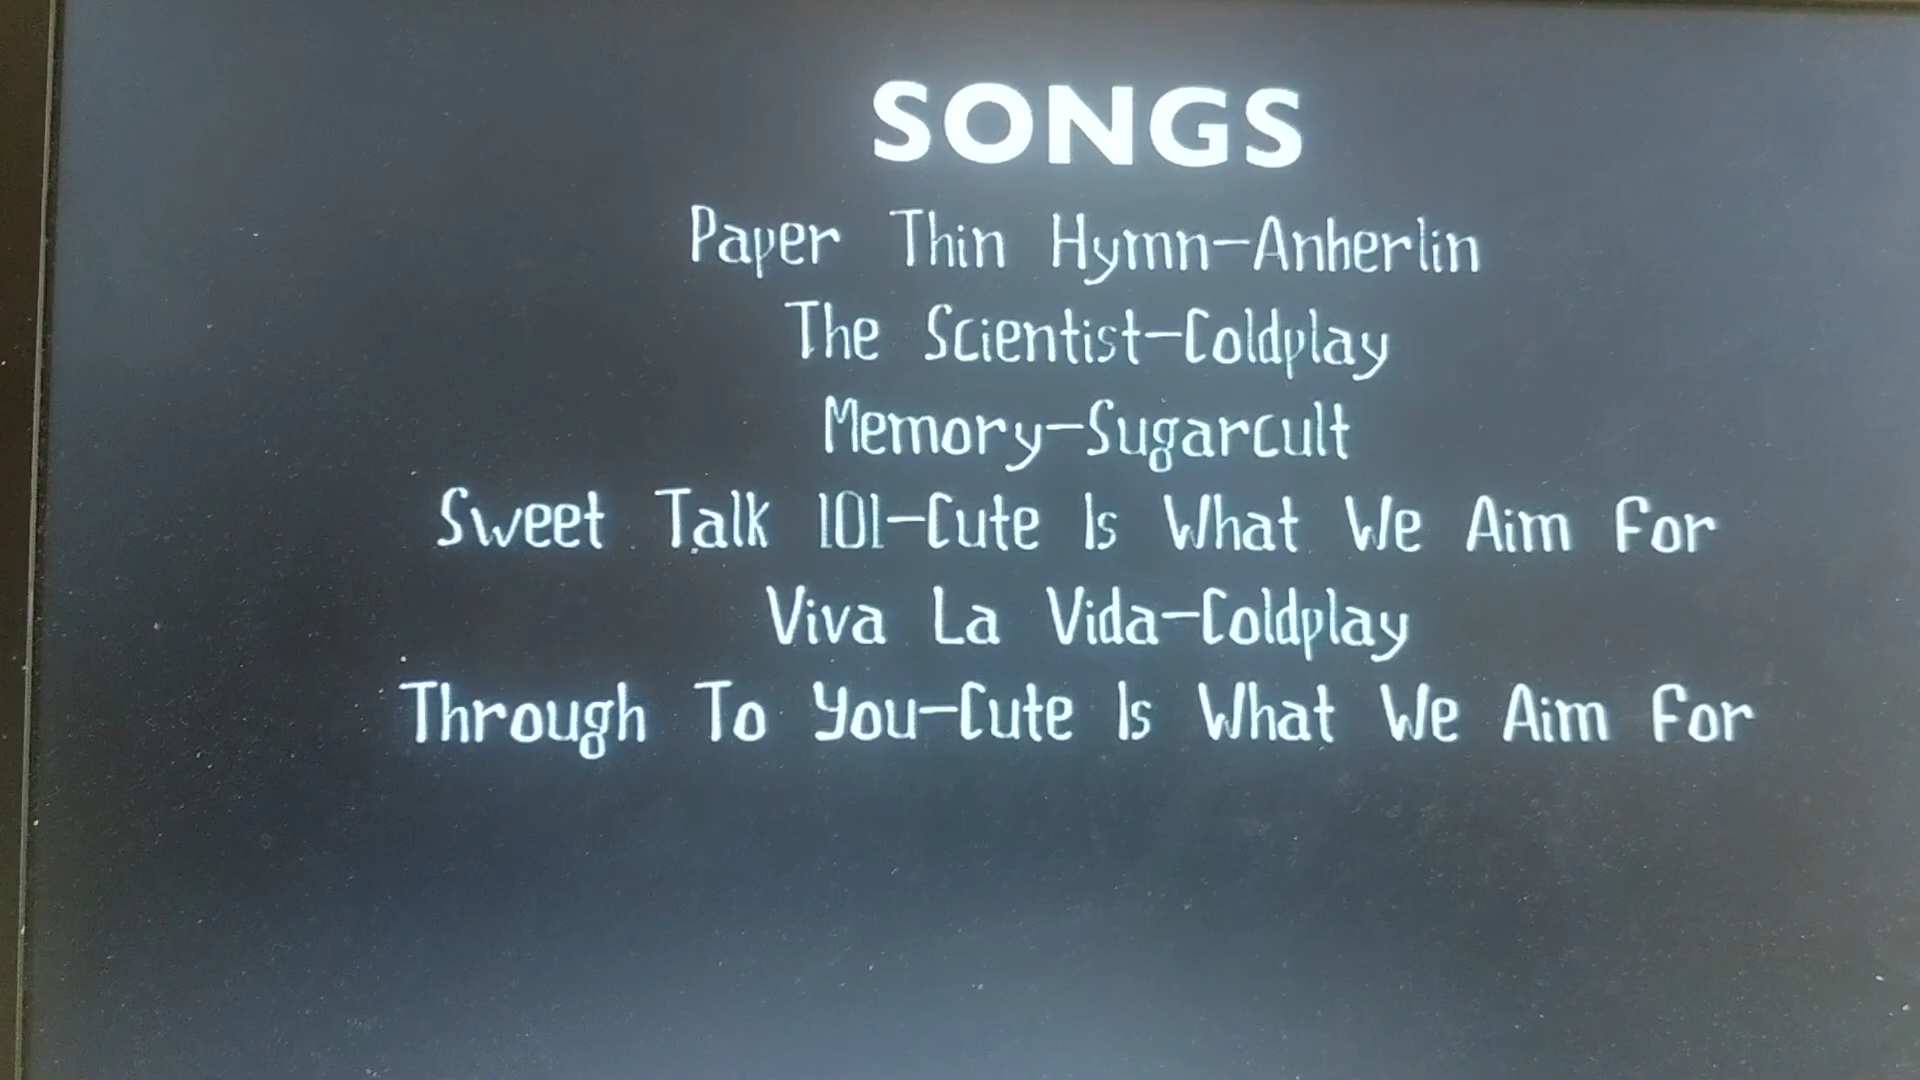 SONGS
Paper Thin Hymn-Anherlin
The Scientist-Coldplay
Memory-Sugarcult
Sweet Talk 101-Cute Is What We Aim For
Viva La Vida-Coldplay
Through To You-Cute Is What We Aim For